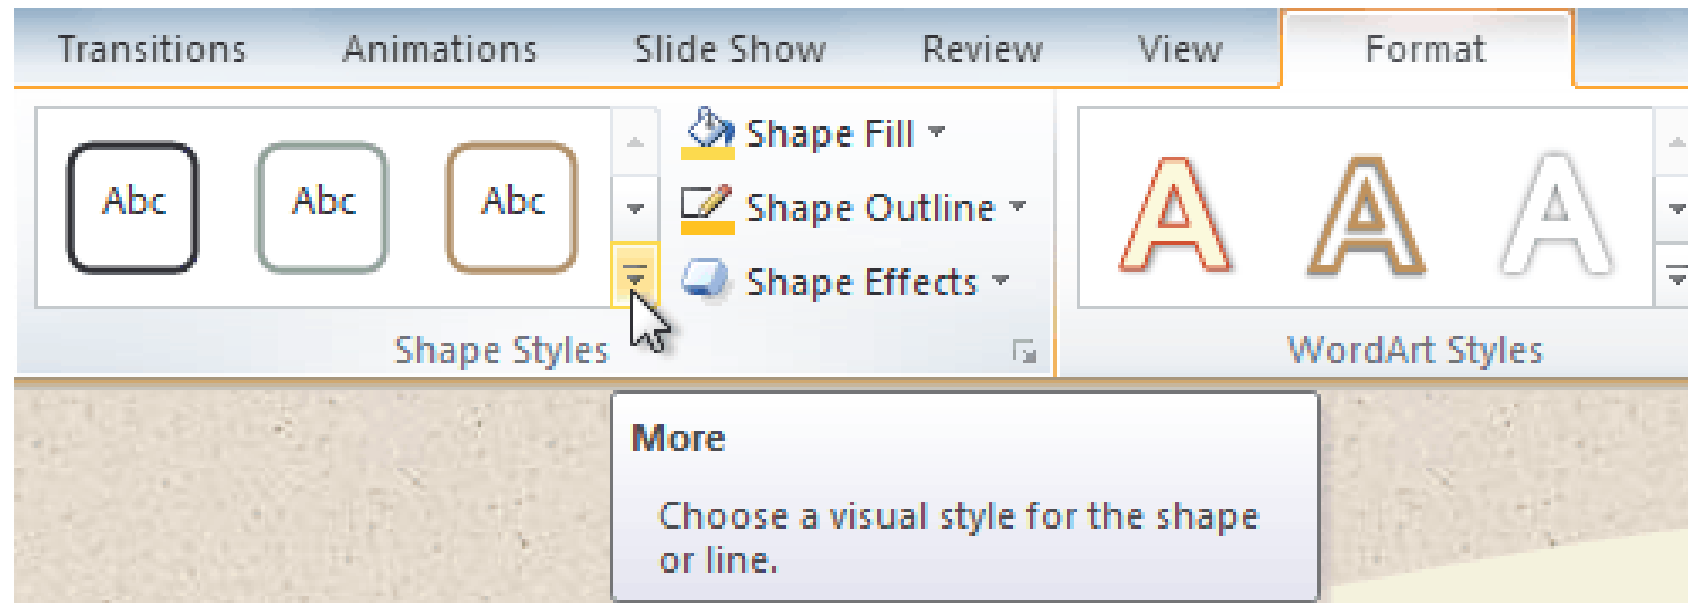 Transitions Animations Slide Show Review View Format
Abc Abc Abc
Shape Fill
Shape Outline
Shape Effects
A A A
Shape Styles
WordArt Styles
More
Choose a visual style for the shape
or line.